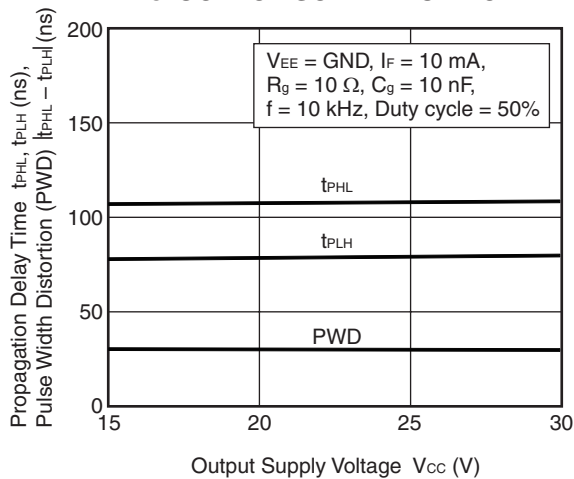 Propagation Delay Time tPHL, tPLH (ns),
Pulse Width Distortion (PWD) |tPHL – tPLH| (ns)
200
150
100
50
0
VEE = GND, IF = 10 mA,
Rg = 10 Ω, Cg = 10 nF,
f = 10 kHz, Duty cycle = 50%
tPHL
tPLH
PWD
15
20
25
30
Output Supply Voltage VCC (V)